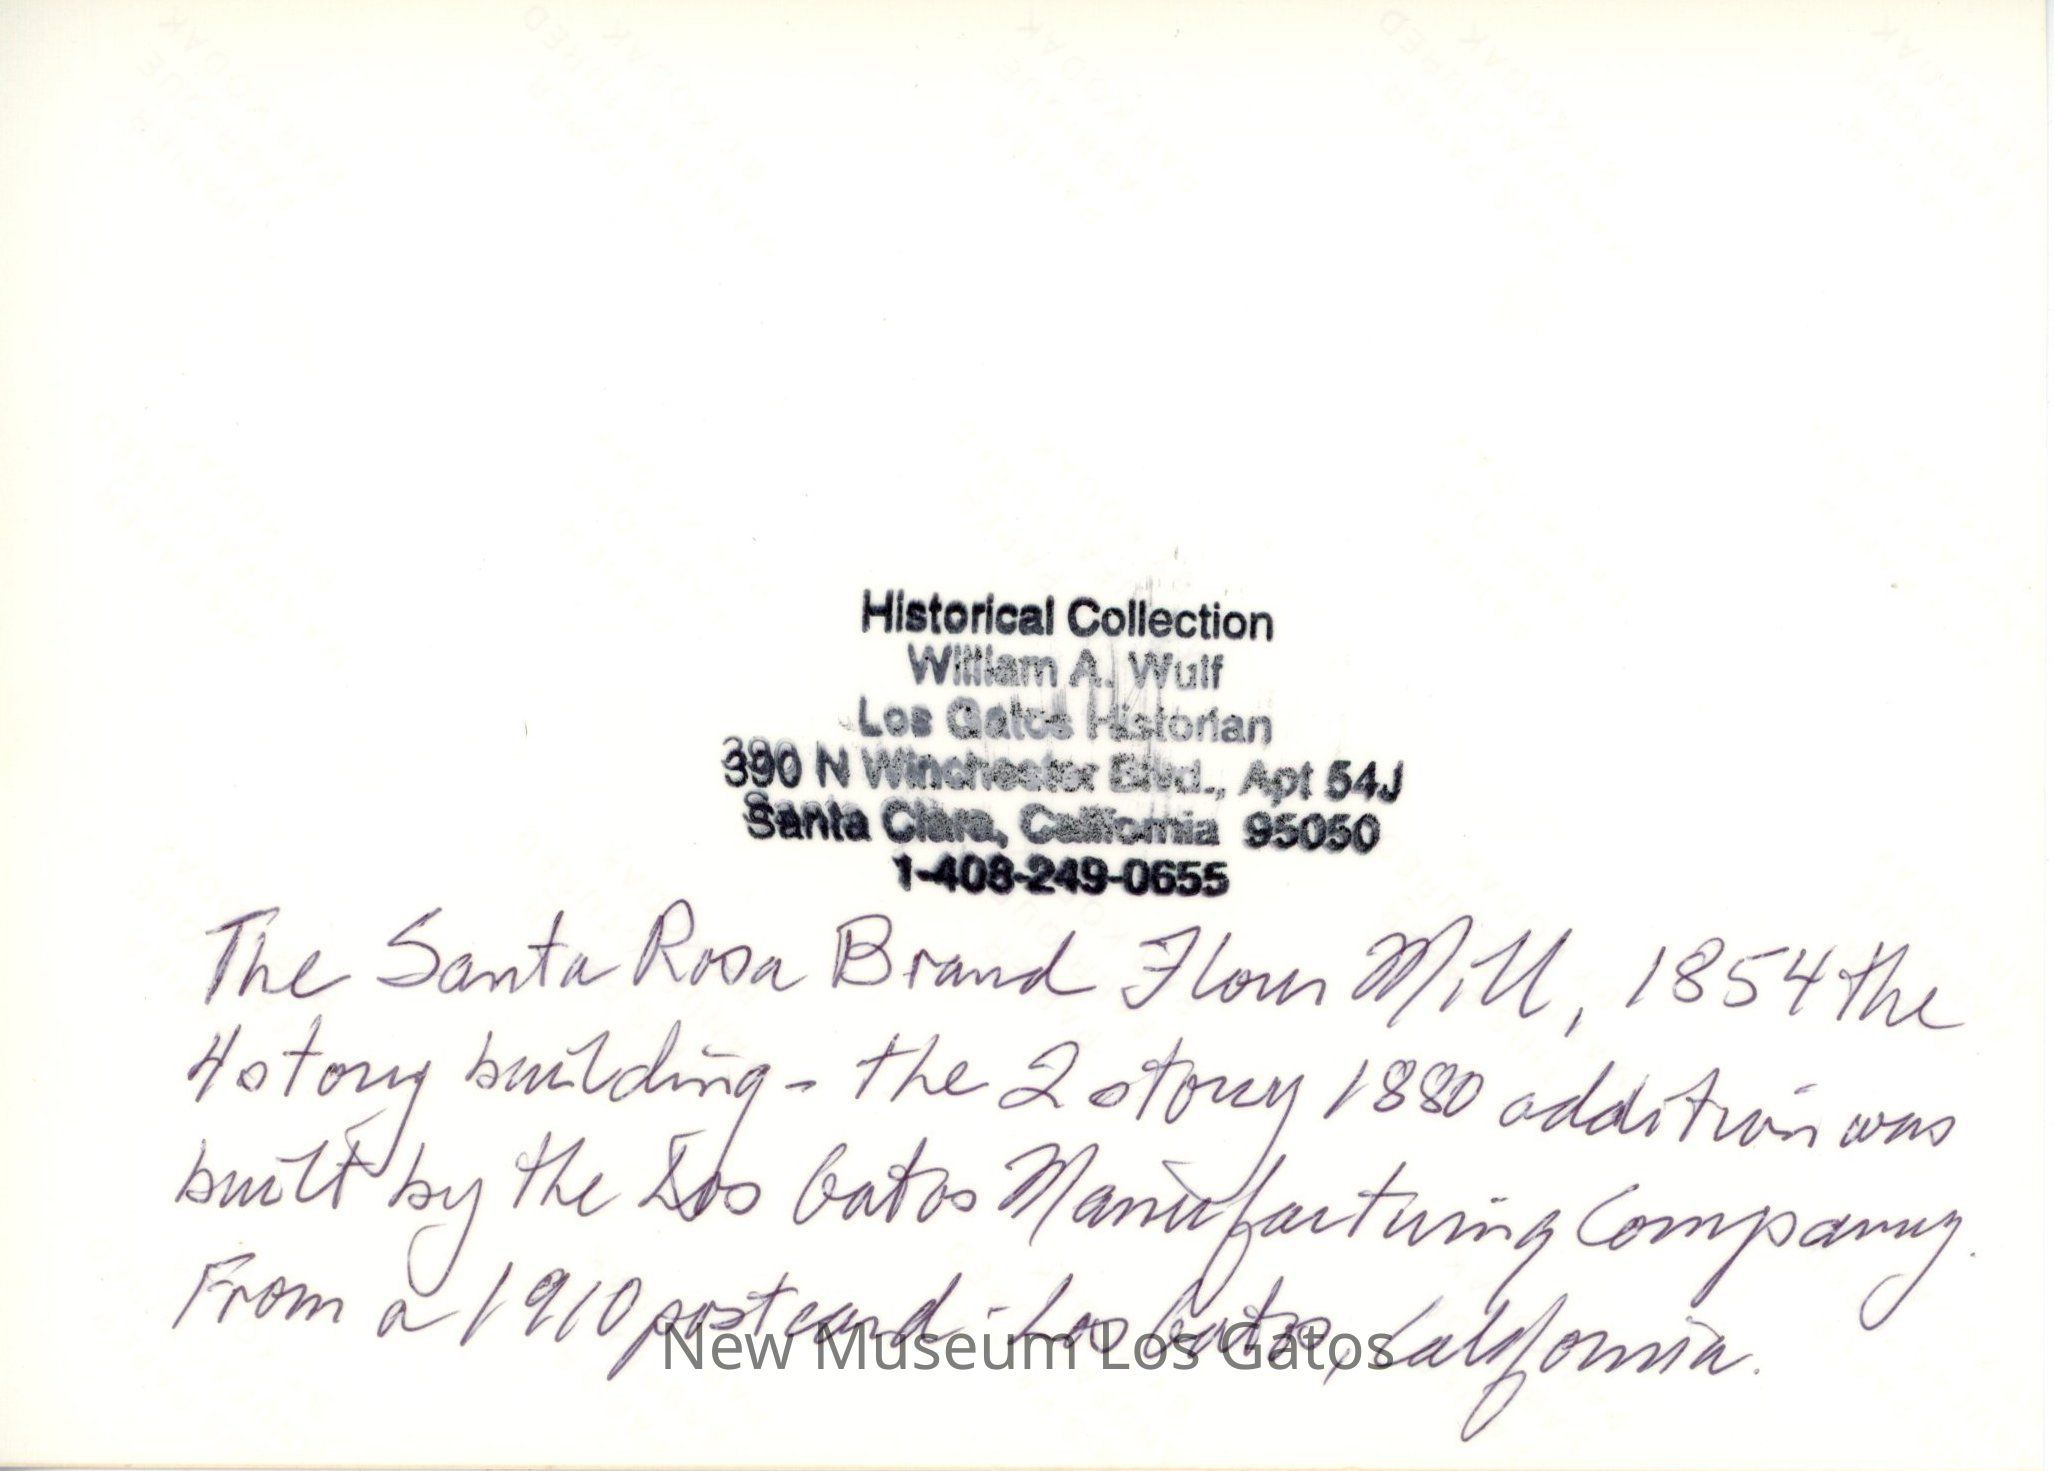 Historical Collection
William A. Wulf
Los Gatos Historian
390 N Winchester Blvd., Apt 54J
Santa Clara, California 95050
1-408-249-0655
The Santa Rosa Brand Flour Mill, 1854 the
4 story building - the 2 story 1880 addition was
built by the Los Gatos Manufacturing Company.
From a 1910 postcard - Los Gatos, California.
New Museum Los Gatos